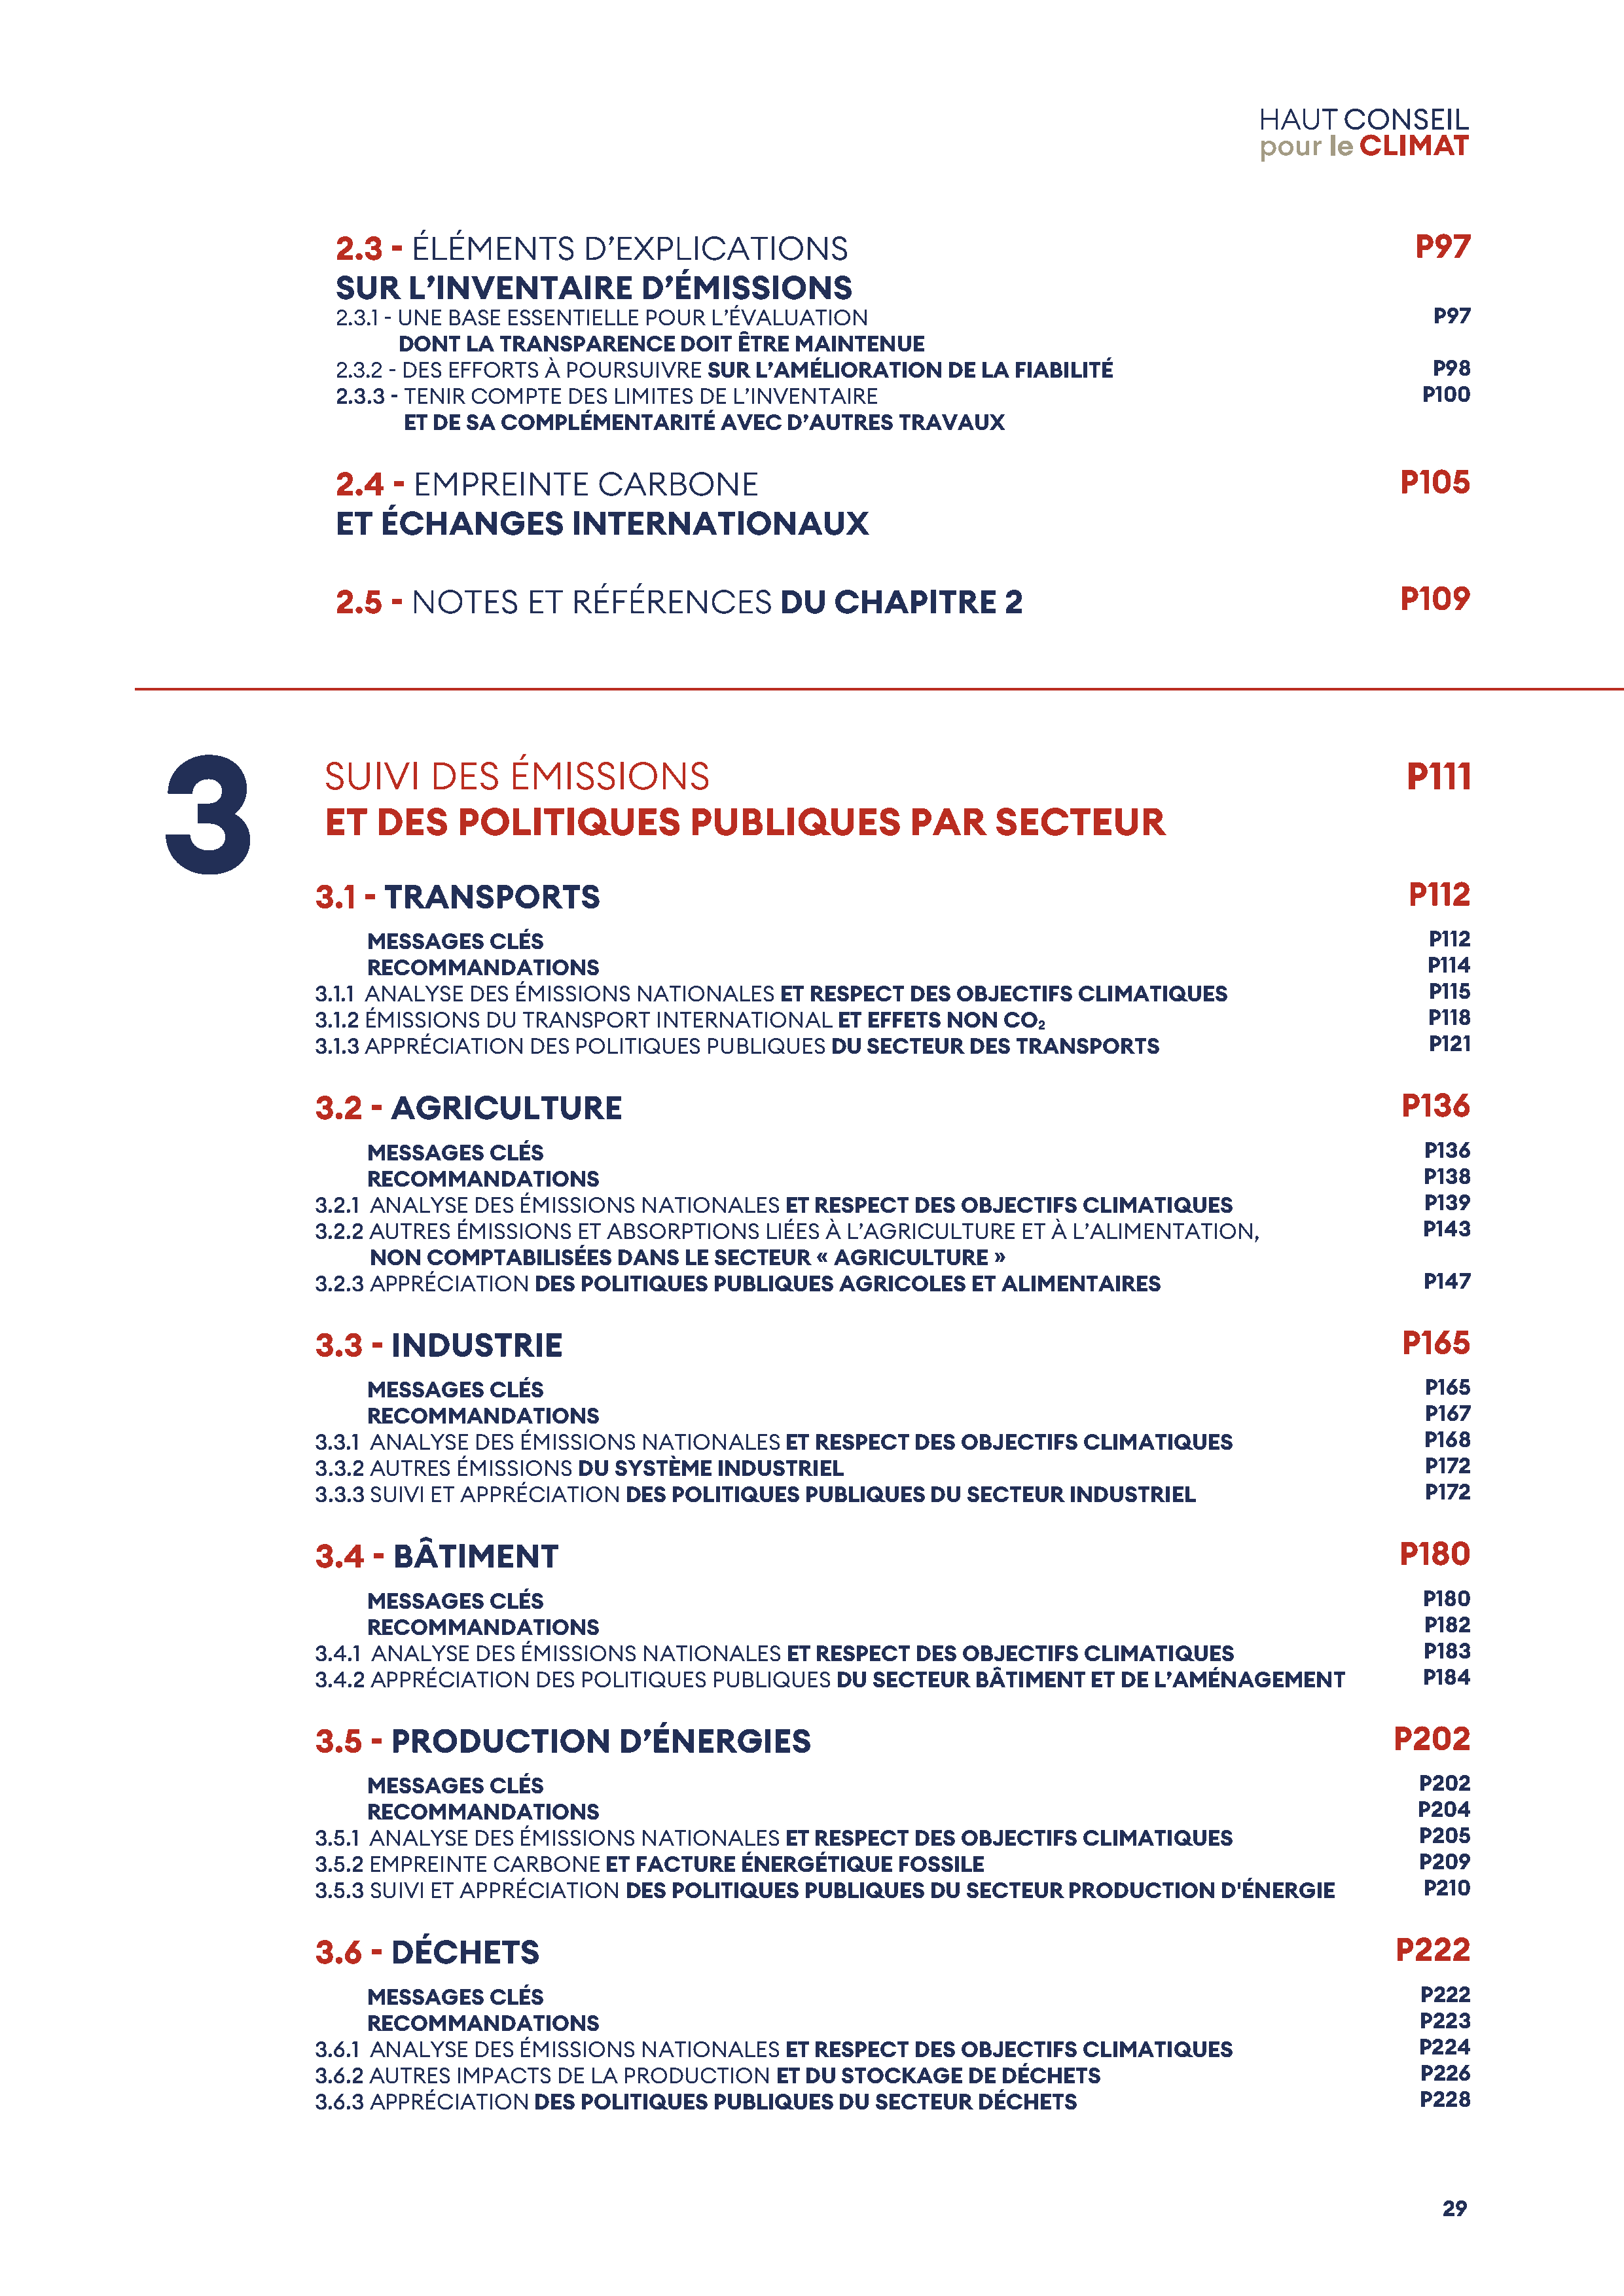 HAUT CONSEIL
pour le CLIMAT
2.3 - ÉLÉMENTS D’EXPLICATIONS P97
SUR L’INVENTAIRE D’ÉMISSIONS
2.3.1 - UNE BASE ESSENTIELLE POUR L’ÉVALUATION P97
DONT LA TRANSPARENCE DOIT ÊTRE MAINTENUE
2.3.2 - DES EFFORTS À POURSUIVRE SUR L’AMÉLIORATION DE LA FIABILITÉ P98
2.3.3 - TENIR COMPTE DES LIMITES DE L’INVENTAIRE P100
ET DE SA COMPLÉMENTARITÉ AVEC D’AUTRES TRAVAUX
2.4 - EMPREINTE CARBONE P105
ET ÉCHANGES INTERNATIONAUX
2.5 - NOTES ET RÉFÉRENCES DU CHAPITRE 2 P109
3 SUIVI DES ÉMISSIONS P111
ET DES POLITIQUES PUBLIQUES PAR SECTEUR
3.1 - TRANSPORTS P112
MESSAGES CLÉS P112
RECOMMANDATIONS P114
3.1.1 ANALYSE DES ÉMISSIONS NATIONALES ET RESPECT DES OBJECTIFS CLIMATIQUES P115
3.1.2 ÉMISSIONS DU TRANSPORT INTERNATIONAL ET EFFETS NON CO₂ P118
3.1.3 APPRÉCIATION DES POLITIQUES PUBLIQUES DU SECTEUR DES TRANSPORTS P121
3.2 - AGRICULTURE P136
MESSAGES CLÉS P136
RECOMMANDATIONS P138
3.2.1 ANALYSE DES ÉMISSIONS NATIONALES ET RESPECT DES OBJECTIFS CLIMATIQUES P139
3.2.2 AUTRES ÉMISSIONS ET ABSORPTIONS LIÉES À L’AGRICULTURE ET À L’ALIMENTATION, P143
NON COMPTABILISÉES DANS LE SECTEUR « AGRICULTURE »
3.2.3 APPRÉCIATION DES POLITIQUES PUBLIQUES AGRICOLES ET ALIMENTAIRES P147
3.3 - INDUSTRIE P165
MESSAGES CLÉS P165
RECOMMANDATIONS P167
3.3.1 ANALYSE DES ÉMISSIONS NATIONALES ET RESPECT DES OBJECTIFS CLIMATIQUES P168
3.3.2 AUTRES ÉMISSIONS DU SYSTÈME INDUSTRIEL P172
3.3.3 SUIVI ET APPRÉCIATION DES POLITIQUES PUBLIQUES DU SECTEUR INDUSTRIEL P172
3.4 - BÂTIMENT P180
MESSAGES CLÉS P180
RECOMMANDATIONS P182
3.4.1 ANALYSE DES ÉMISSIONS NATIONALES ET RESPECT DES OBJECTIFS CLIMATIQUES P183
3.4.2 APPRÉCIATION DES POLITIQUES PUBLIQUES DU SECTEUR BÂTIMENT ET DE L’AMÉNAGEMENT P184
3.5 - PRODUCTION D’ÉNERGIES P202
MESSAGES CLÉS P202
RECOMMANDATIONS P204
3.5.1 ANALYSE DES ÉMISSIONS NATIONALES ET RESPECT DES OBJECTIFS CLIMATIQUES P205
3.5.2 EMPREINTE CARBONE ET FACTURE ÉNERGÉTIQUE FOSSILE P209
3.5.3 SUIVI ET APPRÉCIATION DES POLITIQUES PUBLIQUES DU SECTEUR PRODUCTION D'ÉNERGIE P210
3.6 - DÉCHETS P222
MESSAGES CLÉS P222
RECOMMANDATIONS P223
3.6.1 ANALYSE DES ÉMISSIONS NATIONALES ET RESPECT DES OBJECTIFS CLIMATIQUES P224
3.6.2 AUTRES IMPACTS DE LA PRODUCTION ET DU STOCKAGE DE DÉCHETS P226
3.6.3 APPRÉCIATION DES POLITIQUES PUBLIQUES DU SECTEUR DÉCHETS P228
29